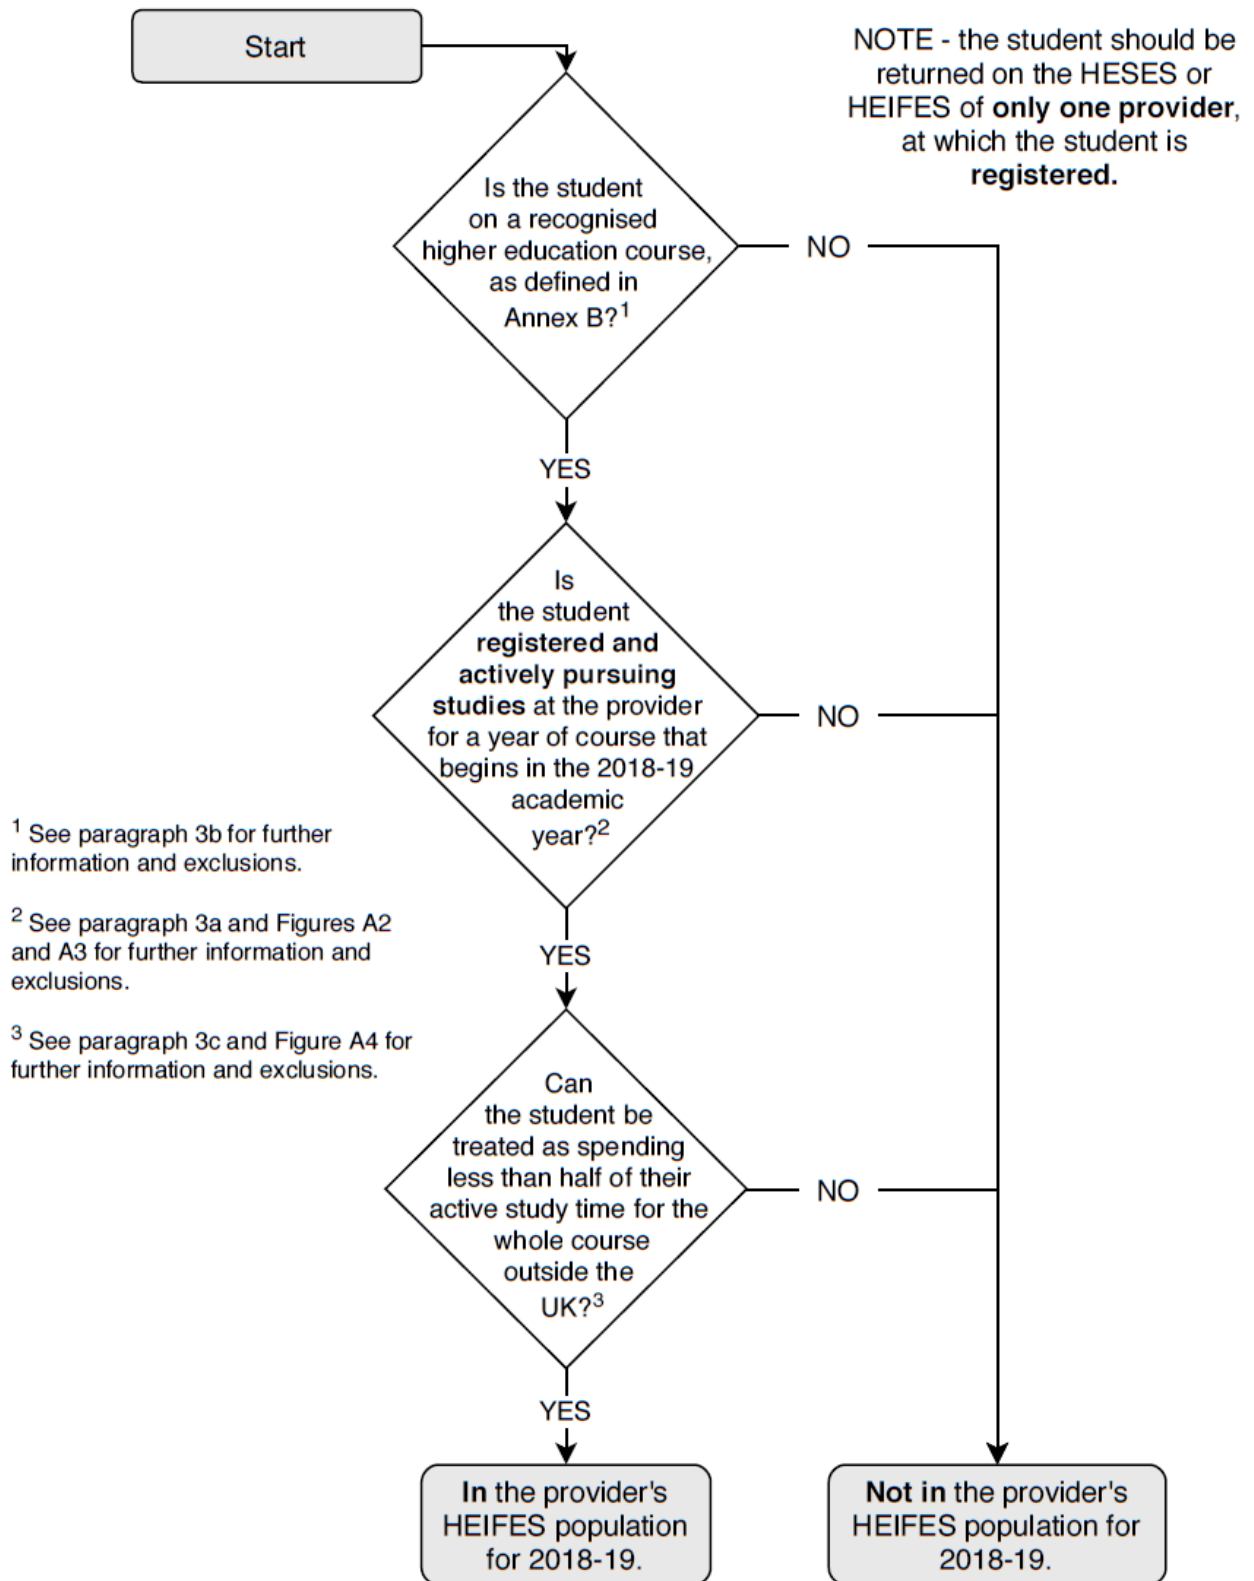 Start
NOTE - the student should be
returned on the HESES or
HEIFES of only one provider,
at which the student is
registered.
Is the student
on a recognised
higher education course,
as defined in
Annex B?1
NO
YES
Is
the student
registered and
actively pursuing
studies at the provider
for a year of course that
begins in the 2018-19
academic
year?2
NO
1 See paragraph 3b for further
information and exclusions.
2 See paragraph 3a and Figures A2
and A3 for further information and
exclusions.
3 See paragraph 3c and Figure A4 for
further information and exclusions.
YES
Can
the student be
treated as spending
less than half of their
active study time for the
whole course
outside the
UK?3
NO
YES
In the provider's
HEIFES population
for 2018-19.
Not in the provider's
HEIFES population for
2018-19.